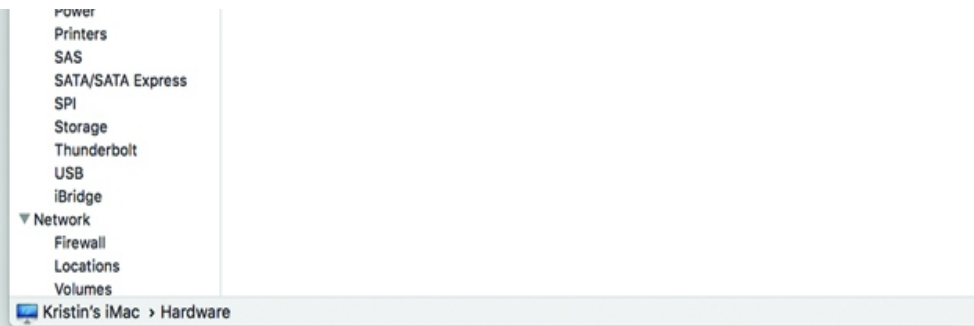 Power
Printers
SAS
SATA/SATA Express
SPI
Storage
Thunderbolt
USB
iBridge
Network
Firewall
Locations
Volumes
Kristin's iMac › Hardware